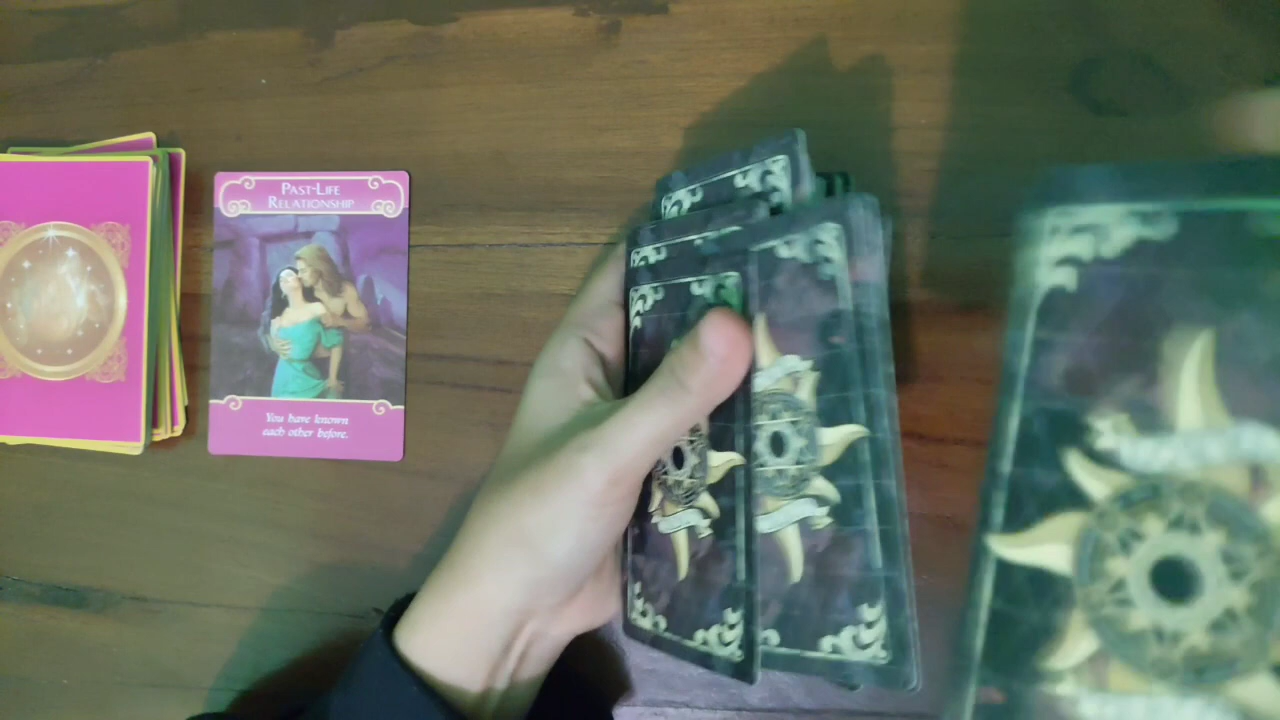 PAST-LIFE
RELATIONSHIP
You have known
each other before.